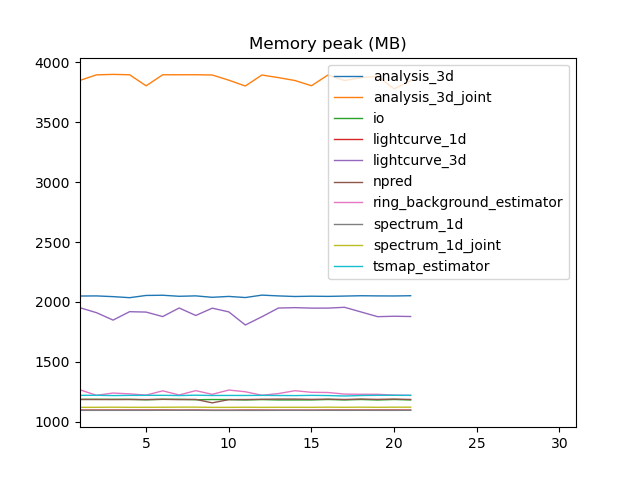 Memory peak (MB)
4000
3500
3000
2500
2000
1500
1000
analysis_3d
analysis_3d_joint
io
lightcurve_1d
lightcurve_3d
npred
ring_background_estimator
spectrum_1d
spectrum_1d_joint
tsmap_estimator
5 10 15 20 25 30